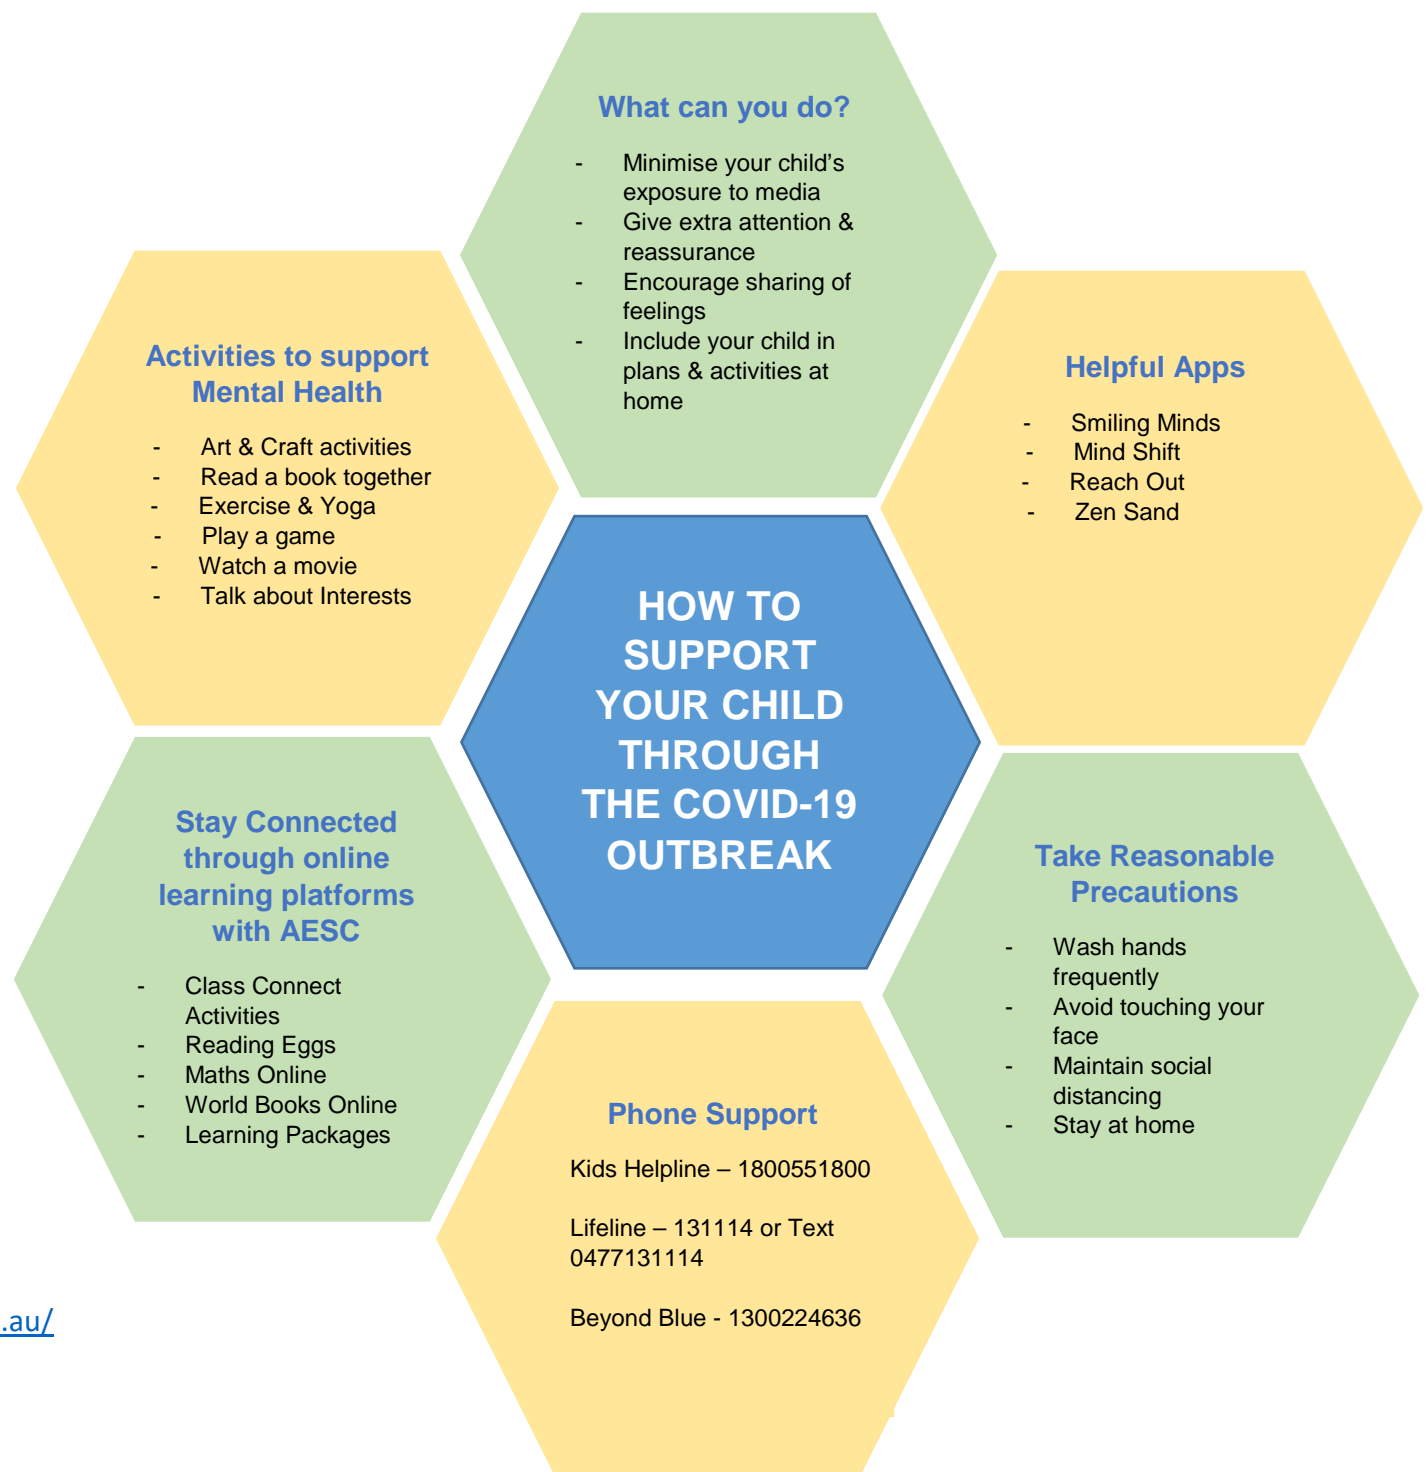 What can you do?
- Minimise your child's
exposure to media
- Give extra attention &
reassurance
- Encourage sharing of
feelings
- Include your child in
plans & activities at
home
Activities to support
Mental Health
- Art & Craft activities
- Read a book together
- Exercise & Yoga
- Play a game
- Watch a movie
- Talk about Interests
Helpful Apps
- Smiling Minds
- Mind Shift
- Reach Out
- Zen Sand
HOW TO
SUPPORT
YOUR CHILD
THROUGH
THE COVID-19
OUTBREAK
Stay Connected
through online
learning platforms
with AESC
- Class Connect
Activities
- Reading Eggs
- Maths Online
- World Books Online
- Learning Packages
Take Reasonable
Precautions
- Wash hands
frequently
- Avoid touching your
face
- Maintain social
distancing
- Stay at home
Phone Support
Kids Helpline – 1800551800
Lifeline – 131114 or Text
0477131114
Beyond Blue - 1300224636
.au/